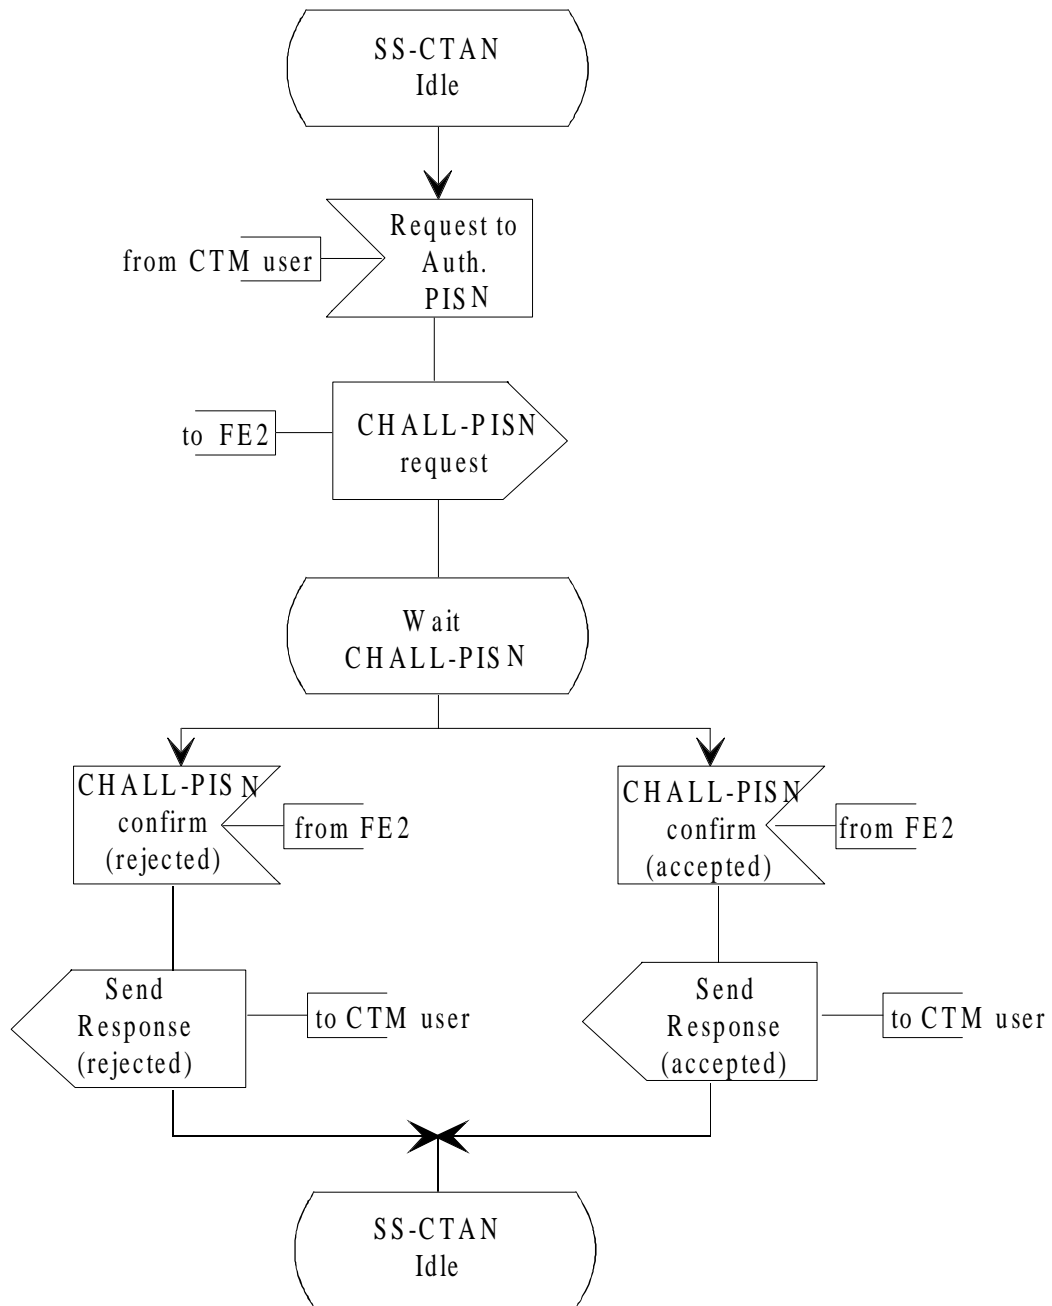 SS-CTAN
Idle
Request to
Auth.
PISN
from CTM user
CHALL-PISN
request
to FE2
Wait
CHALL-PISN
CHALL-PISN
confirm
(rejected)
from FE2
CHALL-PISN
confirm
(accepted)
from FE2
Send
Response
(rejected)
to CTM user
Send
Response
(accepted)
to CTM user
SS-CTAN
Idle